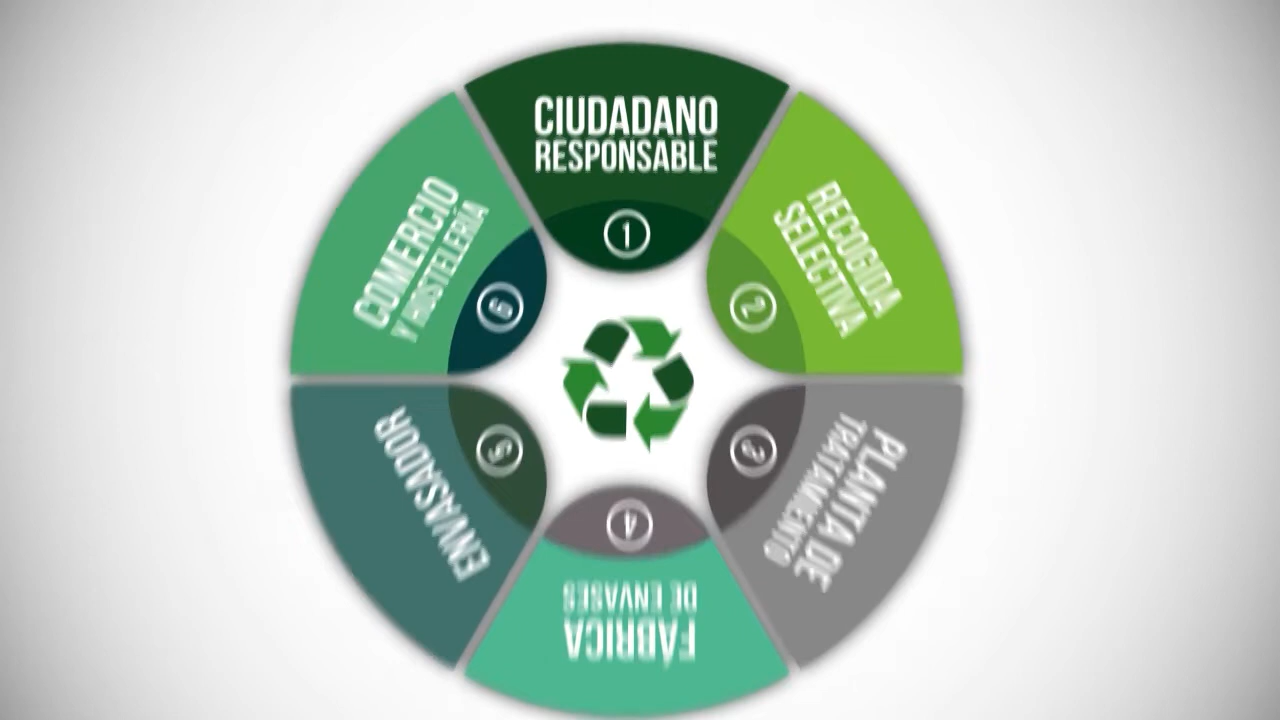 CIUDADANO
RESPONSABLE
1
RECOGIDA
SELECTIVA
2
PLANTA DE
TRATAMIENTO
3
FÁBRICA
DE ENVASES
4
ENVASADOR
5
COMERCIO
Y HOSTELERÍA
6